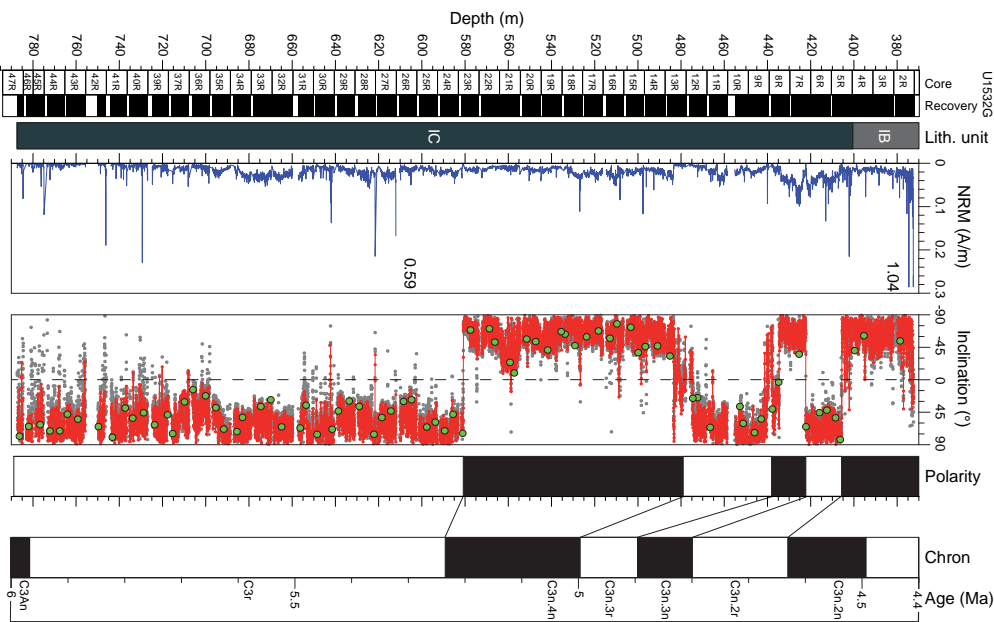 Depth (m)
780 760 740 720 700 680 660 640 620 600 580 560 540 520 500 480 460 440 420 400 380
U1532G
47R 46R 45R 44R 43R 42R 41R 40R 39R 38R 37R 36R 35R 34R 33R 31R 30R 29R 28R 27R 26R 25R 24R 23R 22R 21R 20R 19R 18R 17R 16R 15R 14R 13R 12R 10R 9R 8R 7R 6R 5R 4R 3R 2R
Core
Recovery
IC IB
Lith. unit
0 0.1 0.2 0.3
NRM (A/m)
0.59 1.04
-90 45 0 45 90
Inclination (°)
Polarity
Chron
C3An C3r C3n.4n C3n.3r C3n.3n C3n.2r C3n.2n
6 5.5 5 4.5 4.4
Age (Ma)